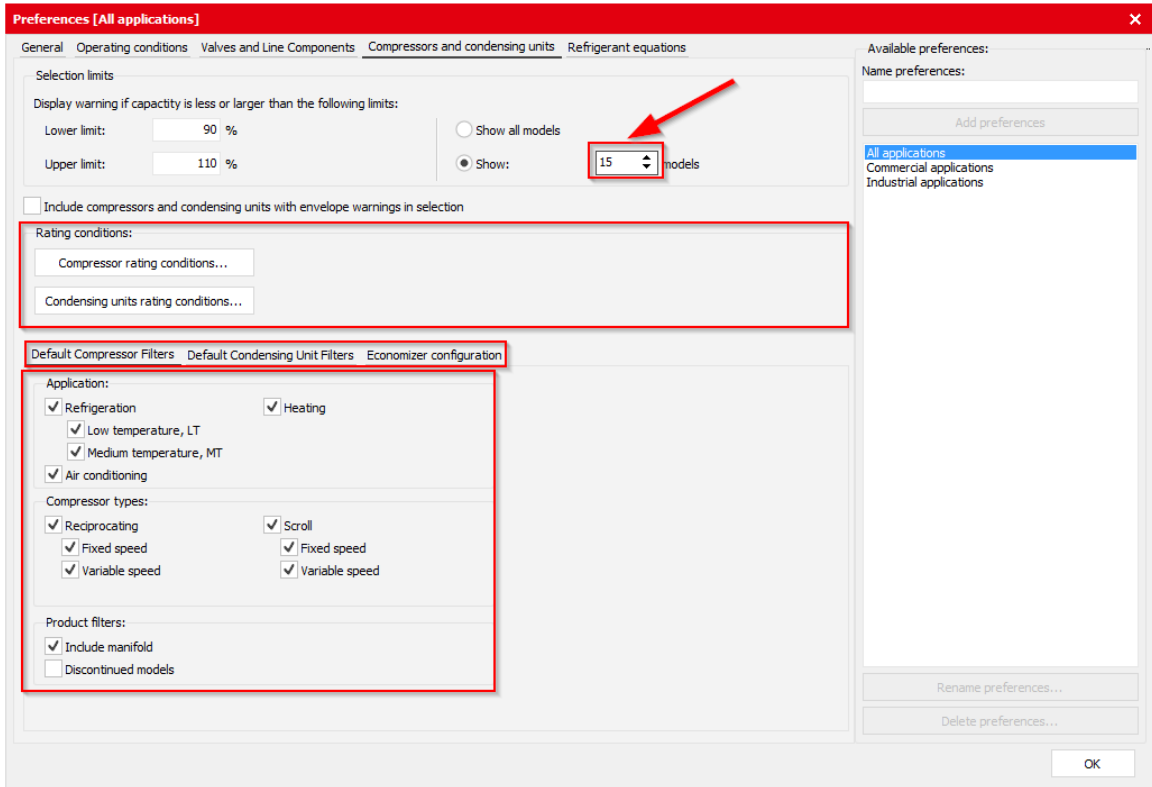 Preferences [All applications]
General Operating conditions Valves and Line Components Compressors and condensing units Refrigerant equations
Selection limits
Display warning if capactity is less or larger than the following limits:
Lower limit: 90 %
Upper limit: 110 %
Show all models
Show: 15 models
Include compressors and condensing units with envelope warnings in selection
Rating conditions:
Compressor rating conditions...
Condensing units rating conditions...
Default Compressor Filters Default Condensing Unit Filters Economizer configuration
Application:
Refrigeration Heating
Low temperature, LT
Medium temperature, MT
Air conditioning
Compressor types:
Reciprocating Scroll
Fixed speed Fixed speed
Variable speed Variable speed
Product filters:
Include manifold
Discontinued models
Available preferences:
Name preferences:
Add preferences
All applications
Commercial applications
Industrial applications
Rename preferences...
Delete preferences...
OK